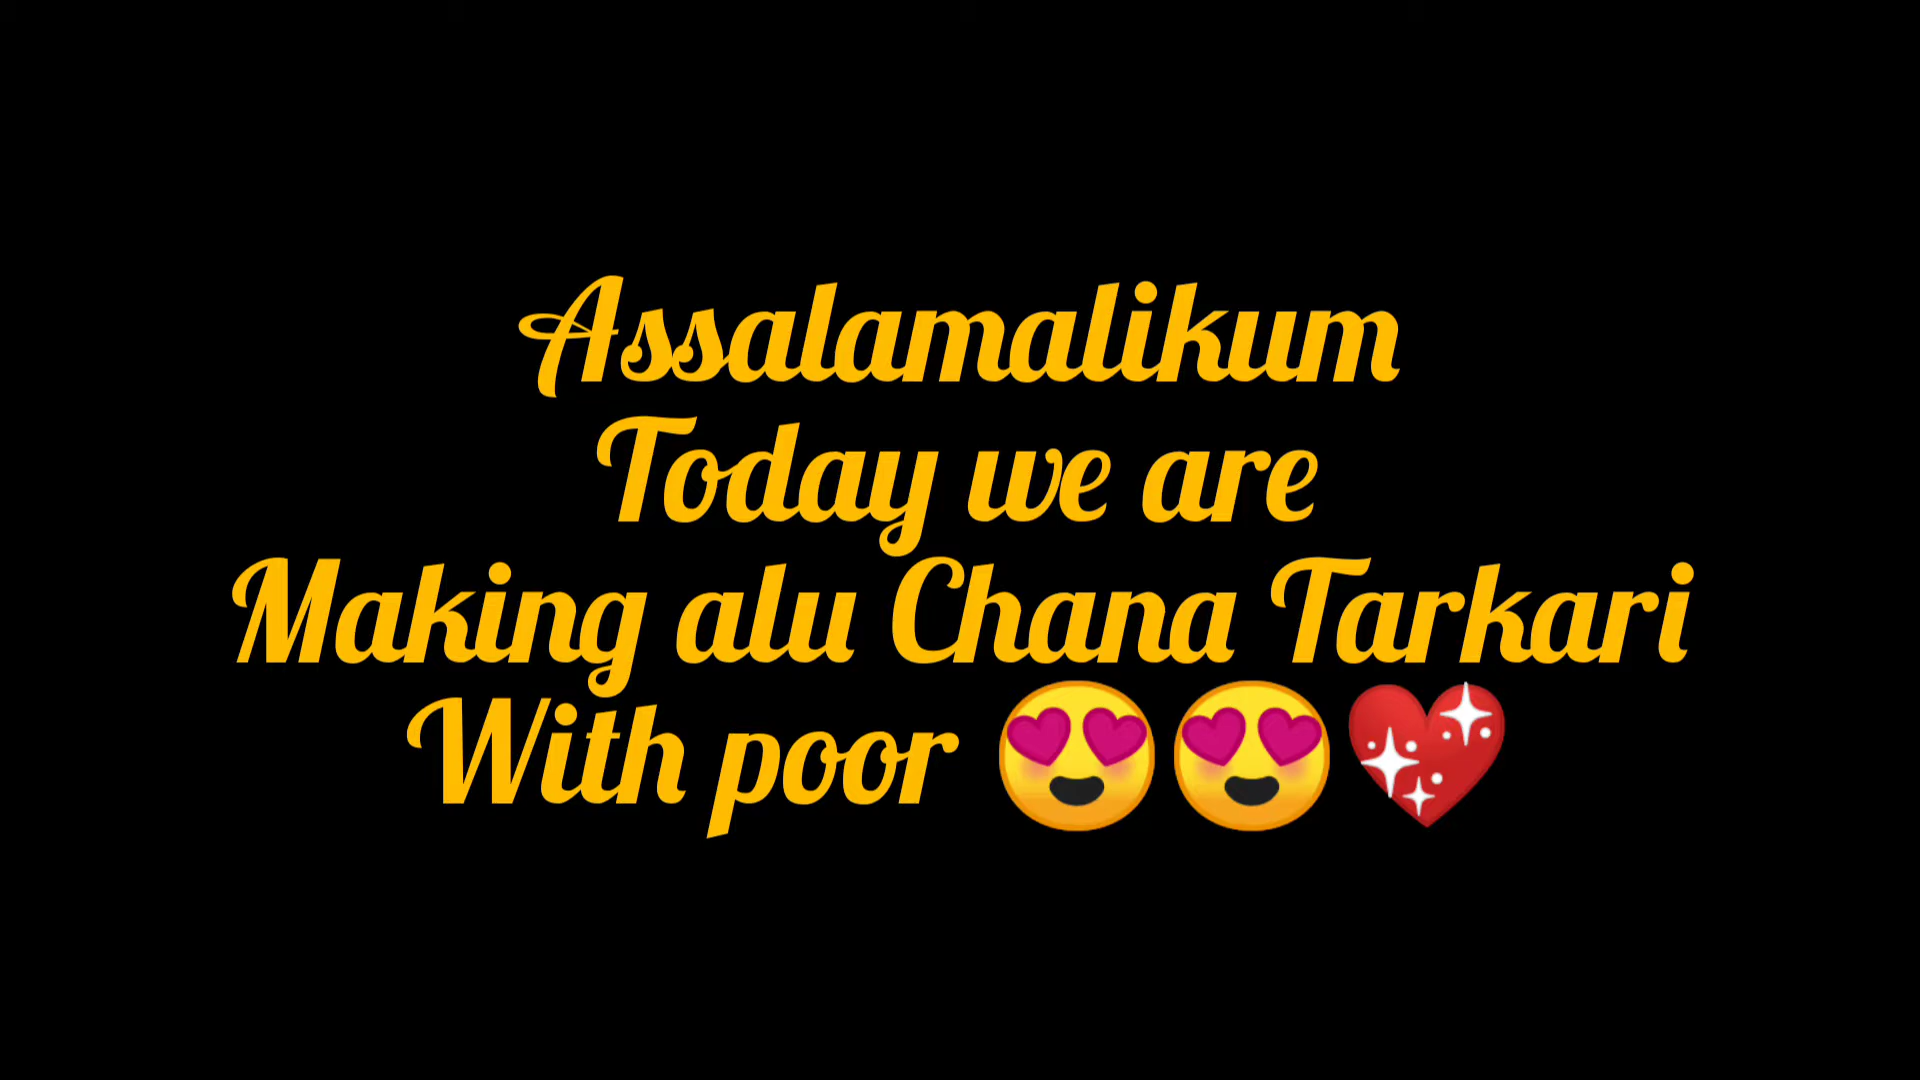 Assalamalikum
Today we are
Making alu Chana Tarkari
With poor 😍😍💖